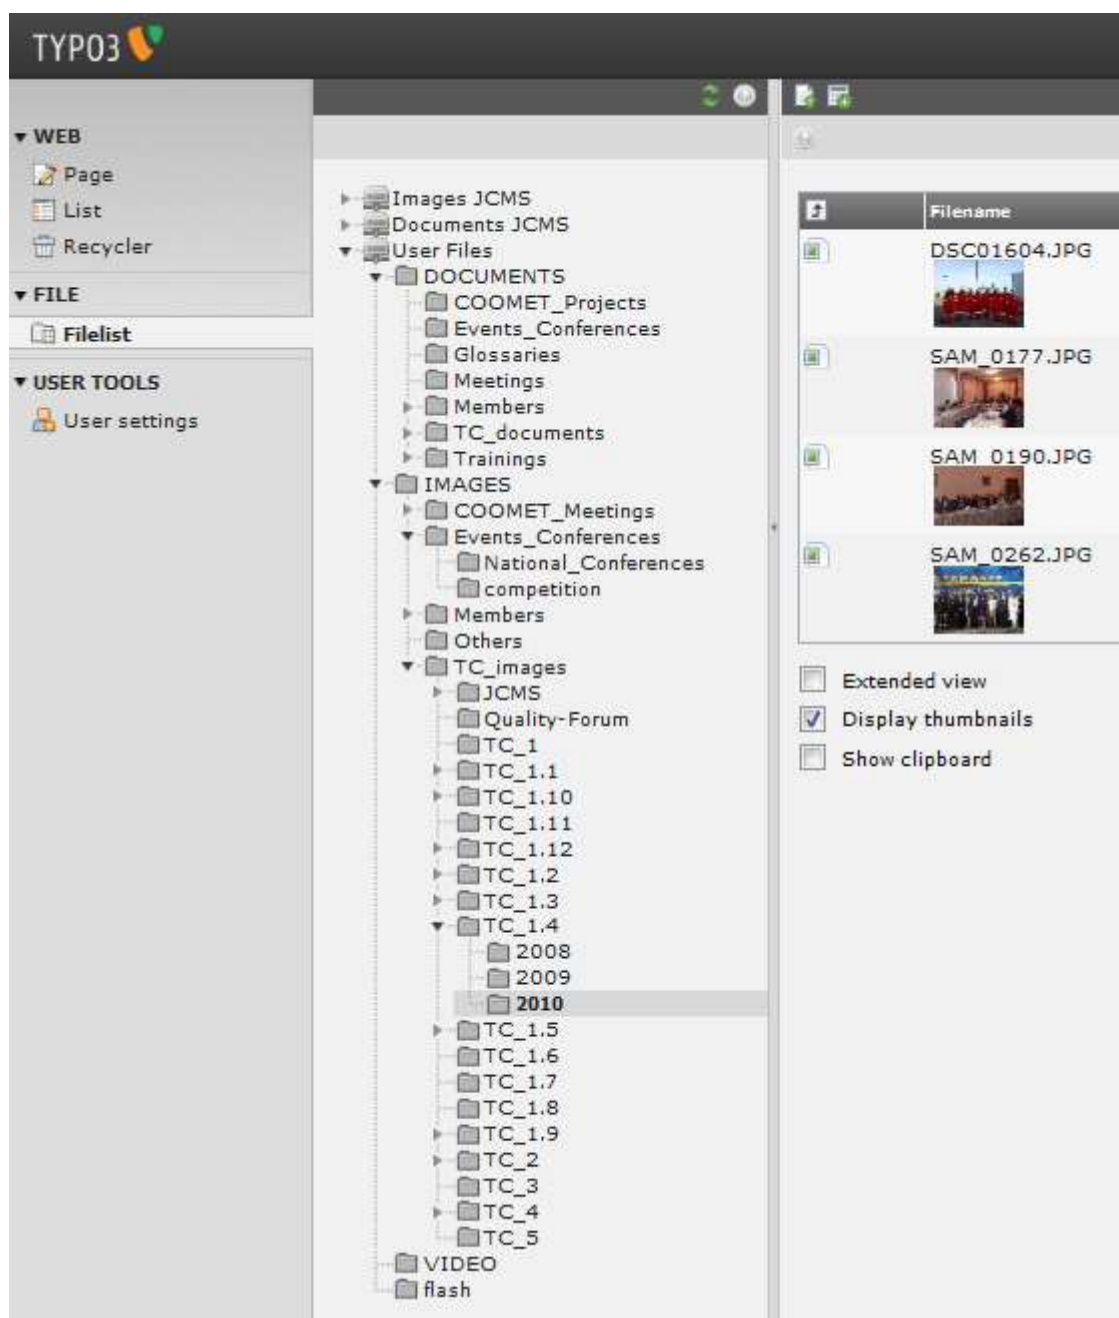 TYPO3
WEB
Page
List
Recycler
FILE
Filelist
USER TOOLS
User settings
Images JCMS
Documents JCMS
User Files
DOCUMENTS
COOMET_Projects
Events_Conferences
Glossaries
Meetings
Members
TC_documents
Trainings
IMAGES
COOMET_Meetings
Events_Conferences
National_Conferences
competition
Members
Others
TC_images
JCMS
Quality-Forum
TC_1
TC_1.1
TC_1.10
TC_1.11
TC_1.12
TC_1.2
TC_1.3
TC_1.4
2008
2009
2010
TC_1.5
TC_1.6
TC_1.7
TC_1.8
TC_1.9
TC_2
TC_3
TC_4
TC_5
VIDEO
flash
Filename
DSC01604.JPG
SAM_0177.JPG
SAM_0190.JPG
SAM_0262.JPG
Extended view
Display thumbnails
Show clipboard